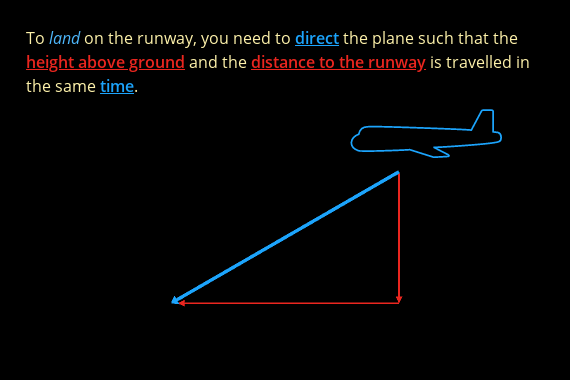 To land on the runway, you need to direct the plane such that the
height above ground and the distance to the runway is travelled in
the same time.